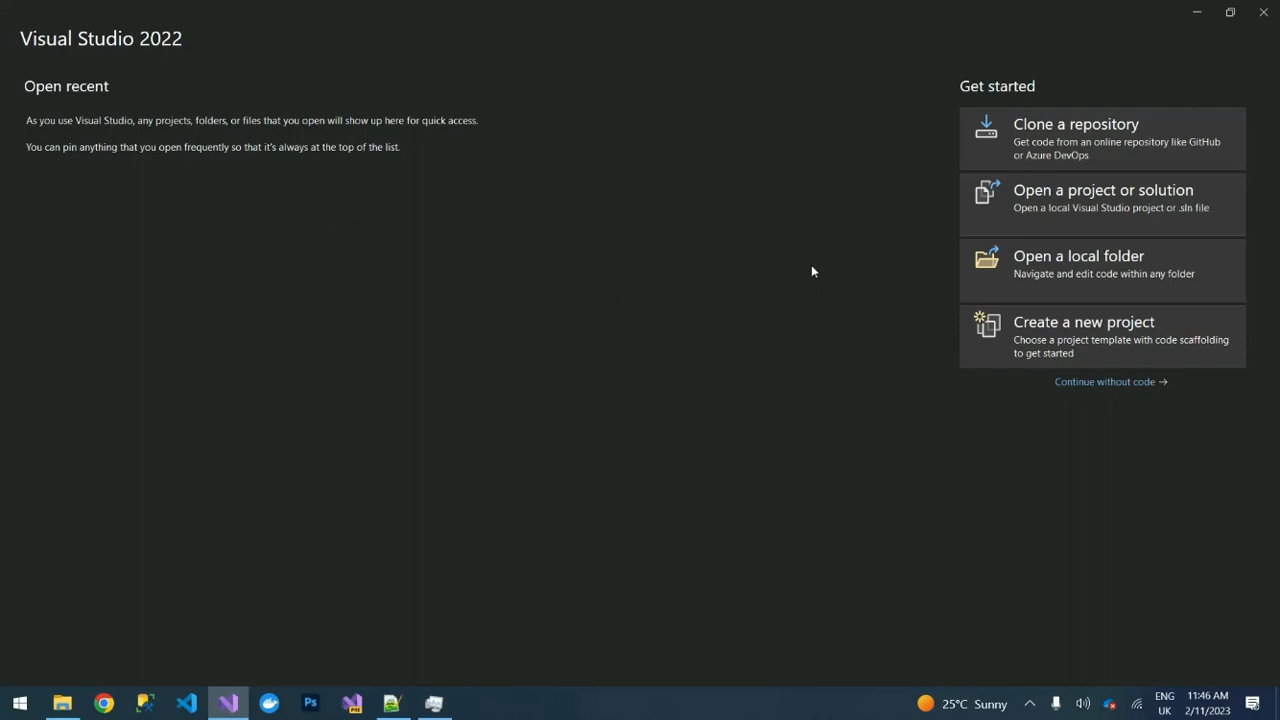 Visual Studio 2022
Open recent
As you use Visual Studio, any projects, folders, or files that you open will show up here for quick access.
You can pin anything that you open frequently so that it's always at the top of the list.
Get started
Clone a repository
Get code from an online repository like GitHub
or Azure DevOps
Open a project or solution
Open a local Visual Studio project or .sln file
Open a local folder
Navigate and edit code within any folder
Create a new project
Choose a project template with code scaffolding
to get started
Continue without code →
Ps
PRE
25°C Sunny
ENG
UK
11:46 AM
2/11/2023